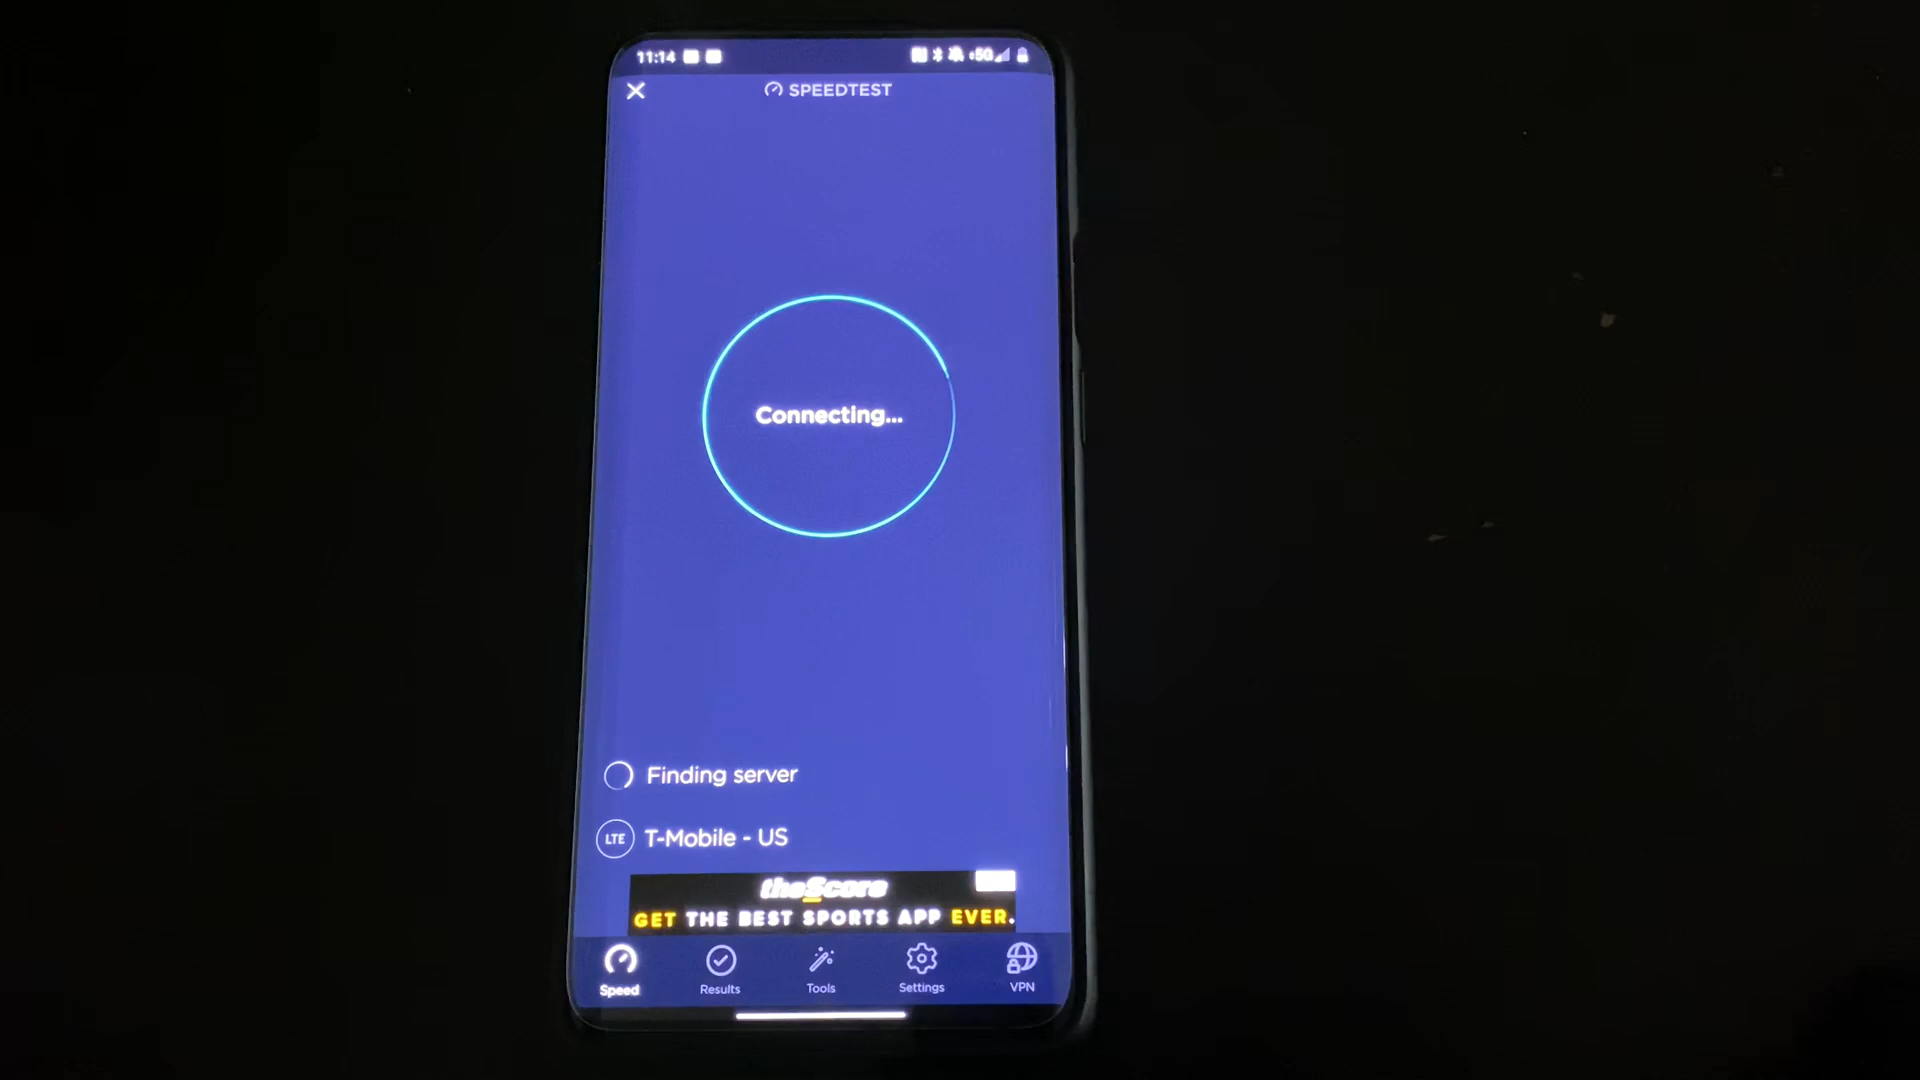 11:14
5G
SPEEDTEST
Connecting...
Finding server
LTE
T-Mobile - US
theScore
GET THE BEST SPORTS APP EVER.
Speed
Results
Tools
Settings
VPN